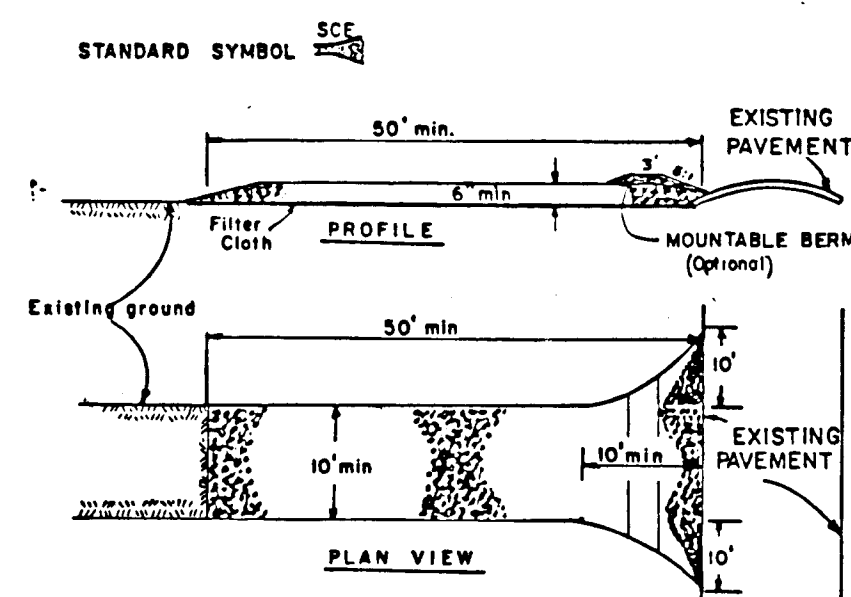 SCE
STANDARD SYMBOL
50' min.
EXISTING
PAVEMENT
3'
6" min
Filter
Cloth
PROFILE
MOUNTABLE BERM
(Optional)
Existing ground
50' min
10'
10' min
10' min
EXISTING
PAVEMENT
10'
PLAN VIEW